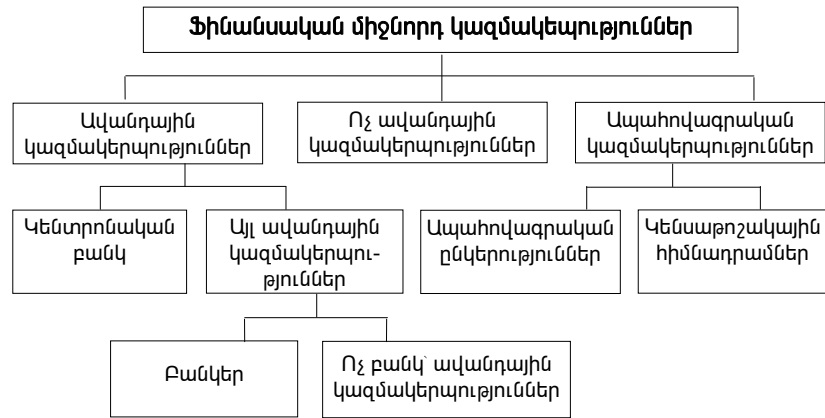 Ֆինանսական միջնորդ կազմակեպություններ
Ավանդային
կազմակերպություններ
Ոչ ավանդային
կազմակերպություններ
Ապահովագրական
կազմակերպություններ
Կենտրոնական
բանկ
Այլ ավանդային
կազմակերպու-
թյուններ
Ապահովագրական
ընկերություններ
Կենսաթոշակային
հիմնադրամներ
Բանկեր
Ոչ բանկ՝ ավանդային
կազմակերպություններ